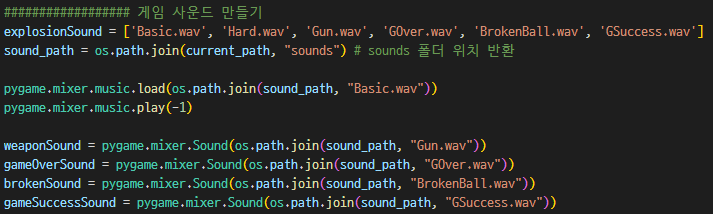 ################## 게임 사운드 만들기
explosionSound = ['Basic.wav', 'Hard.wav', 'Gun.wav', 'GOver.wav', 'BrokenBall.wav', 'GSuccess.wav']
sound_path = os.path.join(current_path, "sounds") # sounds 폴더 위치 반환
pygame.mixer.music.load(os.path.join(sound_path, "Basic.wav"))
pygame.mixer.music.play(-1)
weaponSound = pygame.mixer.Sound(os.path.join(sound_path, "Gun.wav"))
gameOverSound = pygame.mixer.Sound(os.path.join(sound_path, "GOver.wav"))
brokenSound = pygame.mixer.Sound(os.path.join(sound_path, "BrokenBall.wav"))
gameSuccessSound = pygame.mixer.Sound(os.path.join(sound_path, "GSuccess.wav"))